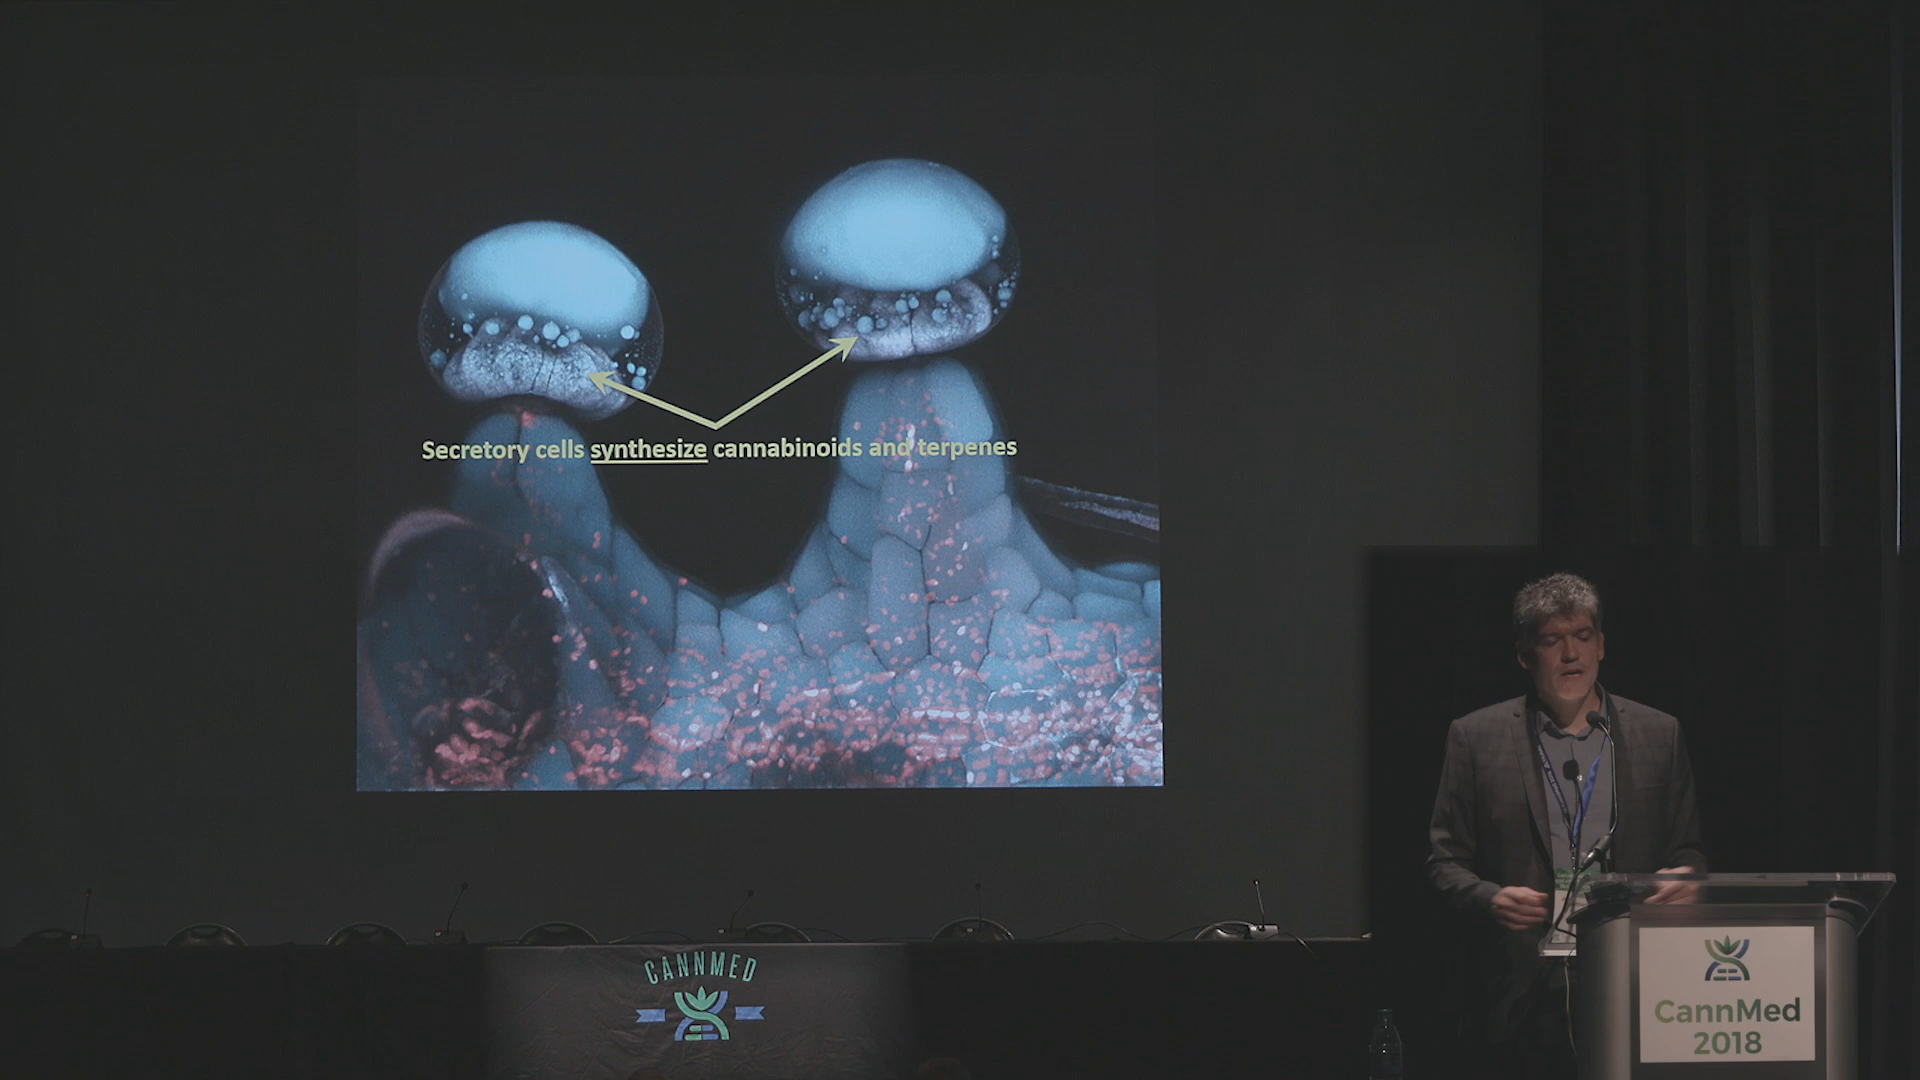 Secretory cells synthesize cannabinoids and terpenes
CANNMED
CannMed
2018